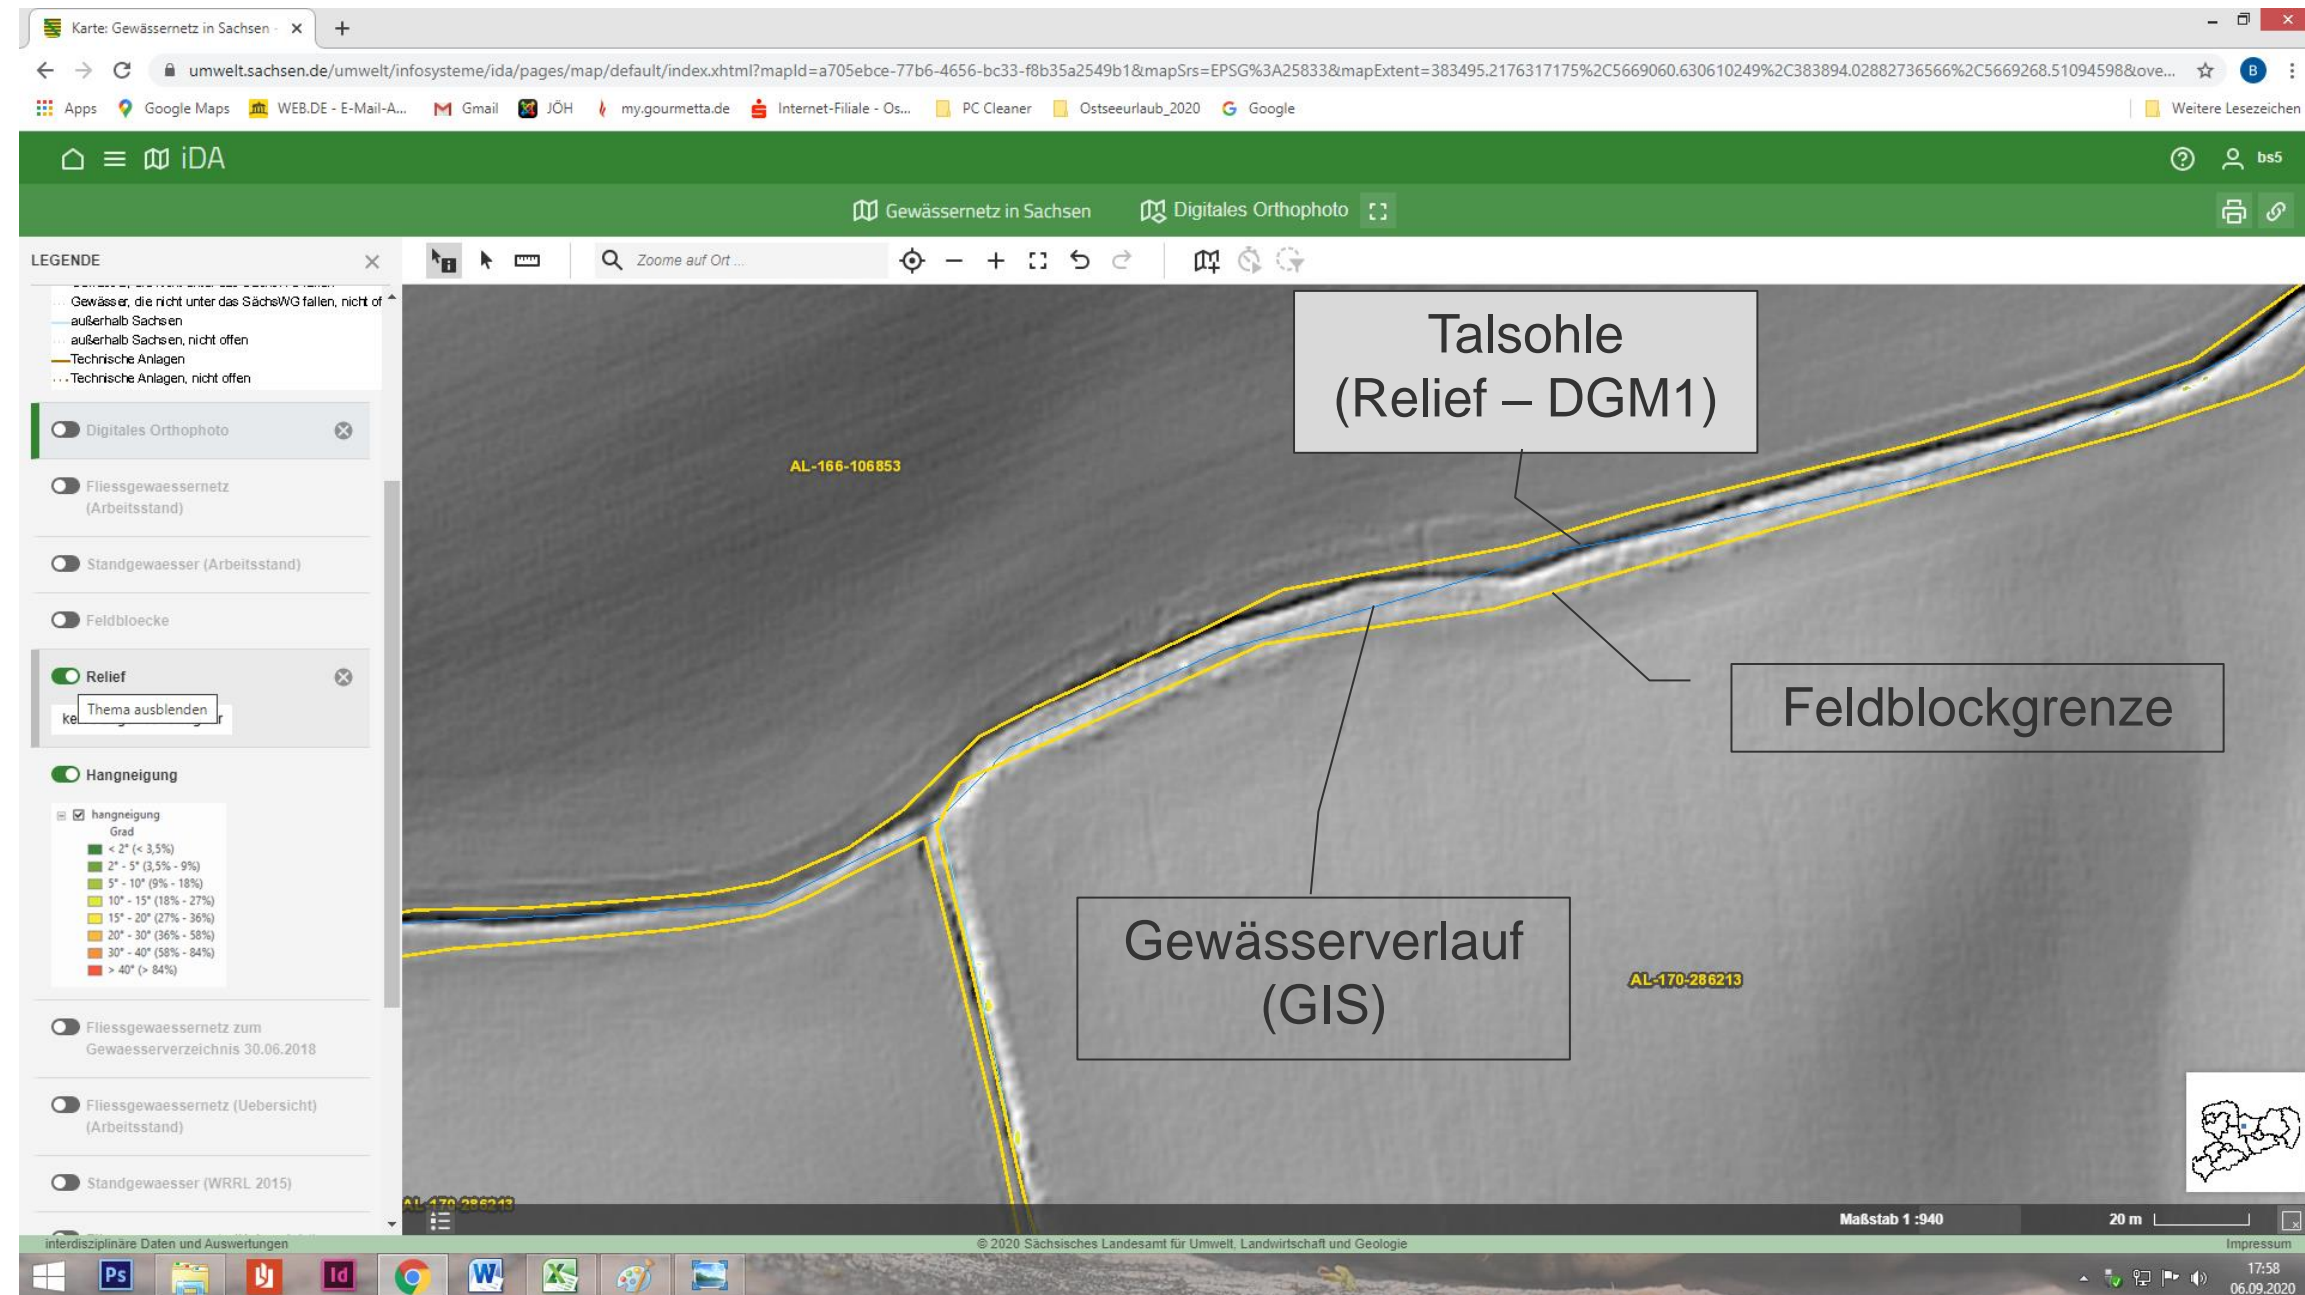 Karte: Gewässernetz in Sachsen -
umwelt.sachsen.de/umwelt/infosysteme/ida/pages/map/default/index.xhtml?mapId=a705ebce-77b6-4656-bc33-f8b35a2549b1&mapSrs=EPSG%3A25833&mapExtent=383495.2176317175%2C5669060.630610249%2C383894.02882736566%2C5669268.51094598&ove...
B
Apps Google Maps WEB.DE - E-Mail-A... Gmail JÖH my.gourmetta.de Internet-Filiale - Os... PC Cleaner Ostseeurlaub_2020 Google Weitere Lesezeichen
iDA bs5
Gewässernetz in Sachsen Digitales Orthophoto
LEGENDE
Zoome auf Ort ...
Gewässer, die nicht unter das SächsWG fallen, nicht of
außerhalb Sachsen
außerhalb Sachsen, nicht offen
Technische Anlagen
Technische Anlagen, nicht offen
Digitales Orthophoto
Fliessgewaessernetz
(Arbeitsstand)
Standgewaesser (Arbeitsstand)
Feldbloecke
Relief
Thema ausblenden
Hangneigung
hangneigung
Grad
< 2° (< 3,5%)
2° - 5° (3,5% - 9%)
5° - 10° (9% - 18%)
10° - 15° (18% - 27%)
15° - 20° (27% - 36%)
20° - 30° (36% - 58%)
30° - 40° (58% - 84%)
> 40° (> 84%)
Fliessgewaessernetz zum
Gewaesserverzeichnis 30.06.2018
Fliessgewaessernetz (Uebersicht)
(Arbeitsstand)
Standgewaesser (WRRL 2015)
Talsohle
(Relief – DGM1)
AL-166-106853
Feldblockgrenze
Gewässerverlauf
(GIS)
AL-170-286213
AL-170-286213
Maßstab 1 :940 20 m
interdisziplinäre Daten und Auswertungen © 2020 Sächsisches Landesamt für Umwelt, Landwirtschaft und Geologie Impressum
Ps Id W X
17:58
06.09.2020